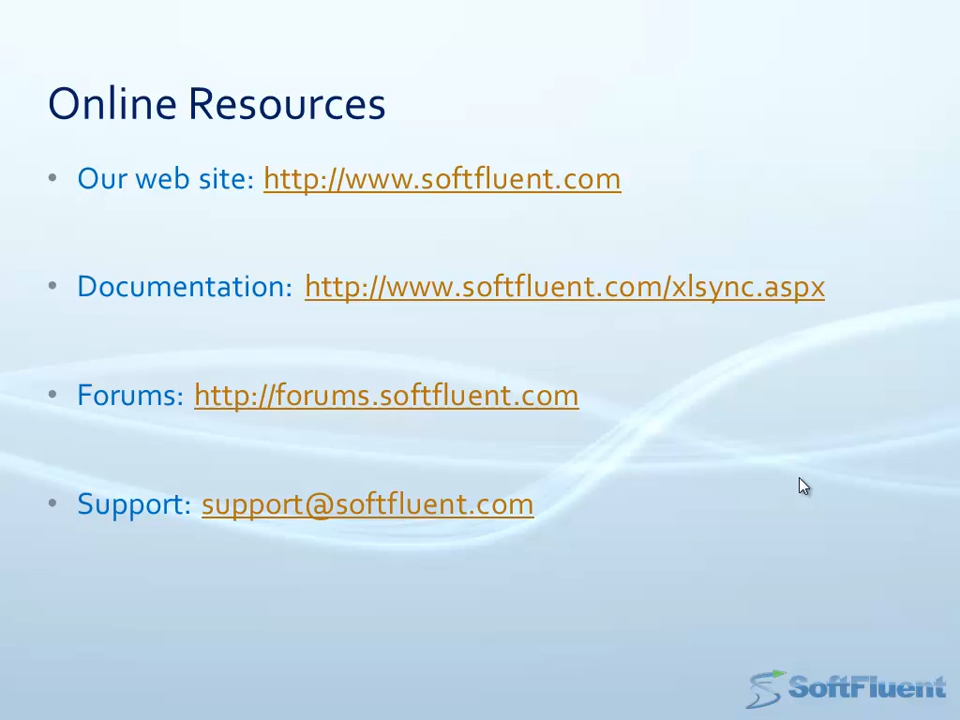 Online Resources
• Our web site: http://www.softfluent.com
• Documentation: http://www.softfluent.com/xlsync.aspx
• Forums: http://forums.softfluent.com
• Support: support@softfluent.com
SoftFluent